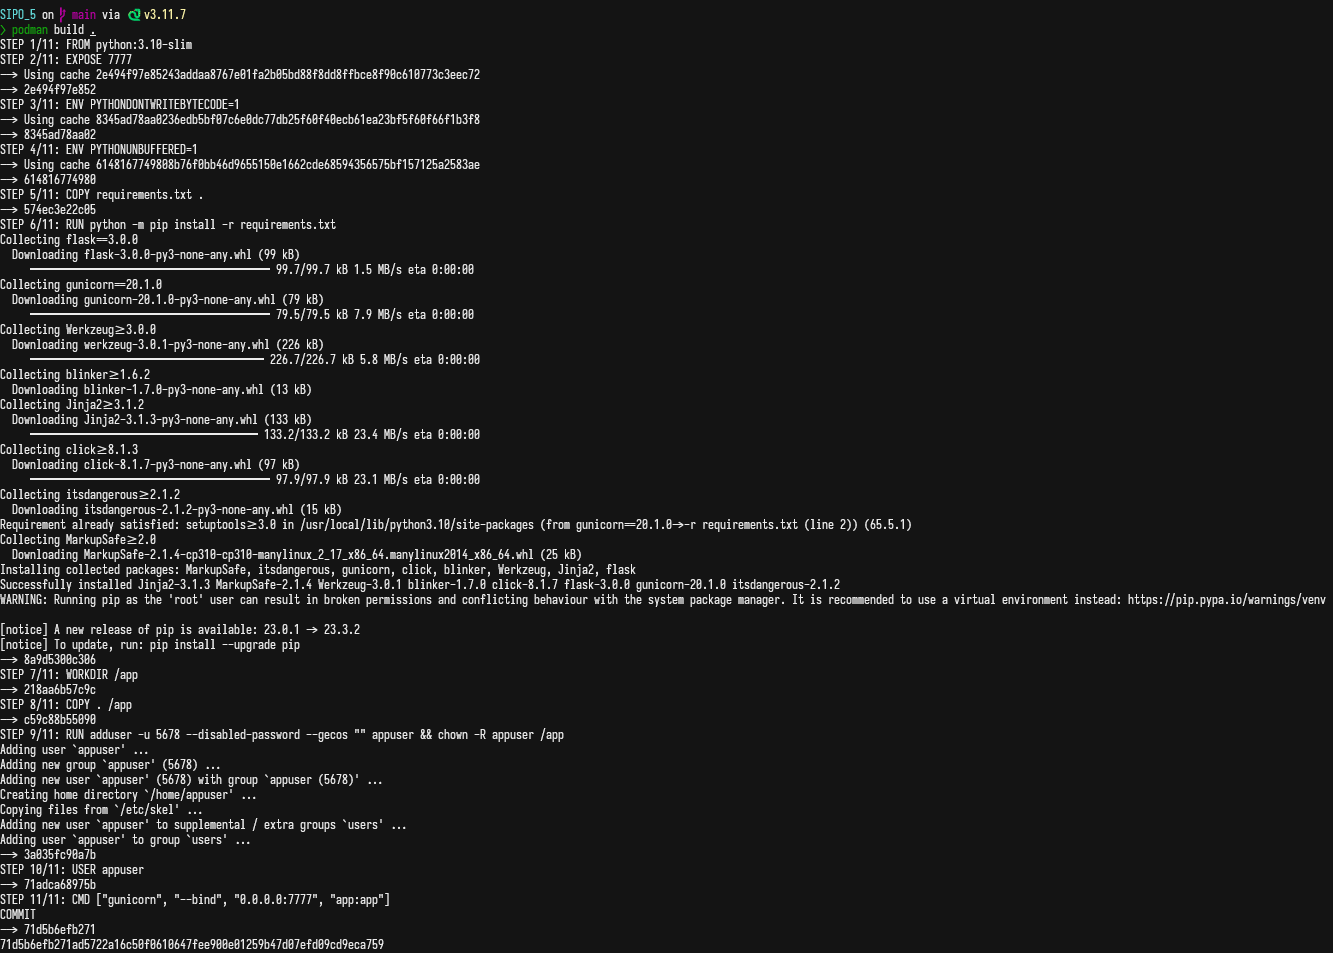 SIPO_5 on main via v3.11.7
❯ podman build .
STEP 1/11: FROM python:3.10-slim
STEP 2/11: EXPOSE 7777
--> Using cache 2e494f97e85243addaa8767e01fa2b05bd88f8dd8ffbce8f90c610773c3eec72
--> 2e494f97e852
STEP 3/11: ENV PYTHONDONTWRITEBYTECODE=1
--> Using cache 8345ad78aa0236edb5bf07c6e0dc77db25f60f40ecb61ea23bf5f60f66f1b3f8
--> 8345ad78aa02
STEP 4/11: ENV PYTHONUNBUFFERED=1
--> Using cache 6148167749808b76f0bb46d9655150e1662cde68594356575bf157125a2583ae
--> 614816774980
STEP 5/11: COPY requirements.txt .
--> 574ec3e22c05
STEP 6/11: RUN python -m pip install -r requirements.txt
Collecting flask==3.0.0
Downloading flask-3.0.0-py3-none-any.whl (99 kB)
99.7/99.7 kB 1.5 MB/s eta 0:00:00
Collecting gunicorn==20.1.0
Downloading gunicorn-20.1.0-py3-none-any.whl (79 kB)
79.5/79.5 kB 7.9 MB/s eta 0:00:00
Collecting Werkzeug≥3.0.0
Downloading werkzeug-3.0.1-py3-none-any.whl (226 kB)
226.7/226.7 kB 5.8 MB/s eta 0:00:00
Collecting blinker≥1.6.2
Downloading blinker-1.7.0-py3-none-any.whl (13 kB)
Collecting Jinja2≥3.1.2
Downloading Jinja2-3.1.3-py3-none-any.whl (133 kB)
133.2/133.2 kB 23.4 MB/s eta 0:00:00
Collecting click≥8.1.3
Downloading click-8.1.7-py3-none-any.whl (97 kB)
97.9/97.9 kB 23.1 MB/s eta 0:00:00
Collecting itsdangerous≥2.1.2
Downloading itsdangerous-2.1.2-py3-none-any.whl (15 kB)
Requirement already satisfied: setuptools≥3.0 in /usr/local/lib/python3.10/site-packages (from gunicorn==20.1.0->-r requirements.txt (line 2)) (65.5.1)
Collecting MarkupSafe≥2.0
Downloading MarkupSafe-2.1.4-cp310-cp310-manylinux_2_17_x86_64.manylinux2014_x86_64.whl (25 kB)
Installing collected packages: MarkupSafe, itsdangerous, gunicorn, click, blinker, Werkzeug, Jinja2, flask
Successfully installed Jinja2-3.1.3 MarkupSafe-2.1.4 Werkzeug-3.0.1 blinker-1.7.0 click-8.1.7 flask-3.0.0 gunicorn-20.1.0 itsdangerous-2.1.2
WARNING: Running pip as the 'root' user can result in broken permissions and conflicting behaviour with the system package manager. It is recommended to use a virtual environment instead: https://pip.pypa.io/warnings/venv
[notice] A new release of pip is available: 23.0.1 -> 23.3.2
[notice] To update, run: pip install --upgrade pip
--> 8a9d5300c306
STEP 7/11: WORKDIR /app
--> 218aa6b57c9c
STEP 8/11: COPY . /app
--> c59c88b55090
STEP 9/11: RUN adduser -u 5678 --disabled-password --gecos "" appuser && chown -R appuser /app
Adding user `appuser' ...
Adding new group `appuser' (5678) ...
Adding new user `appuser' (5678) with group `appuser (5678)' ...
Creating home directory `/home/appuser' ...
Copying files from `/etc/skel' ...
Adding new user `appuser' to supplemental / extra groups `users' ...
Adding user `appuser' to group `users' ...
--> 3a035fc90a7b
STEP 10/11: USER appuser
--> 71adca68975b
STEP 11/11: CMD ["gunicorn", "--bind", "0.0.0.0:7777", "app:app"]
COMMIT
--> 71d5b6efb271
71d5b6efb271ad5722a16c50f0610647fee900e01259b47d07efd09cd9eca759